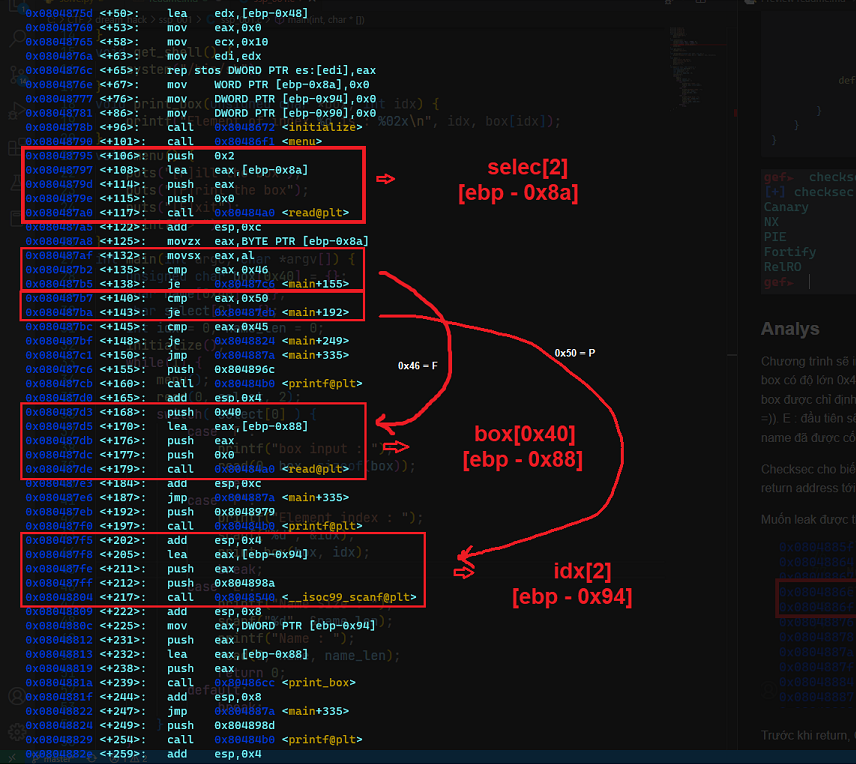 0x0804875d <+50>: lea edx,[ebp-0x48]
0x08048760 <+53>: mov eax,0x0
0x08048765 <+58>: mov ecx,0x10
0x0804876a <+63>: mov edi,edx
0x0804876c <+65>: rep stos DWORD PTR es:[edi],eax
0x0804876e <+67>: mov WORD PTR [ebp-0x8a],0x0
0x08048777 <+76>: mov DWORD PTR [ebp-0x94],0x0
0x08048781 <+86>: mov DWORD PTR [ebp-0x90],0x0
0x0804878b <+96>: call 0x8048672 <initialize>
0x08048790 <+101>: call 0x80486f1 <menu>
0x08048795 <+106>: push 0x2
0x08048797 <+108>: lea eax,[ebp-0x8a]
0x0804879d <+114>: push eax
0x0804879e <+115>: push 0x0
0x080487a0 <+117>: call 0x80484a0 <read@plt>
0x080487a5 <+122>: add esp,0xc
0x080487a8 <+125>: movzx eax,BYTE PTR [ebp-0x8a]
0x080487af <+132>: movsx eax,al
0x080487b2 <+135>: cmp eax,0x46
0x080487b5 <+138>: je 0x80487c6 <main+155>
0x080487b7 <+140>: cmp eax,0x50
0x080487ba <+143>: je 0x80487eb <main+192>
0x080487bc <+145>: cmp eax,0x45
0x080487bf <+148>: je 0x8048824 <main+249>
0x080487c1 <+150>: jmp 0x804887a <main+335>
0x080487c6 <+155>: push 0x804896c
0x080487cb <+160>: call 0x80484b0 <printf@plt>
0x080487d0 <+165>: add esp,0x4
0x080487d3 <+168>: push 0x40
0x080487d5 <+170>: lea eax,[ebp-0x88]
0x080487db <+176>: push eax
0x080487dc <+177>: push 0x0
0x080487de <+179>: call 0x80484a0 <read@plt>
0x080487e3 <+184>: add esp,0xc
0x080487e6 <+187>: jmp 0x804887a <main+335>
0x080487eb <+192>: push 0x8048979
0x080487f0 <+197>: call 0x80484b0 <printf@plt>
0x080487f5 <+202>: add esp,0x4
0x080487f8 <+205>: lea eax,[ebp-0x94]
0x080487fe <+211>: push eax
0x080487ff <+212>: push 0x804898a
0x08048804 <+217>: call 0x8048540 <__isoc99_scanf@plt>
0x08048809 <+222>: add esp,0x8
0x0804880c <+225>: mov eax,DWORD PTR [ebp-0x94]
0x08048812 <+231>: push eax
0x08048813 <+232>: lea eax,[ebp-0x88]
0x08048819 <+238>: push eax
0x0804881a <+239>: call 0x80486cc <print_box>
0x0804881f <+244>: add esp,0x8
0x08048822 <+247>: jmp 0x804887a <main+335>
0x08048824 <+249>: push 0x804898d
0x08048829 <+254>: call 0x80484b0 <printf@plt>
0x0804882e <+259>: add esp,0x4
selec[2]
[ebp - 0x8a]
0x46 = F
0x50 = P
box[0x40]
[ebp - 0x88]
idx[2]
[ebp - 0x94]
gef► checksec
[+] checksec
Canary
NX
PIE
Fortify
RelRO
gef►
Analys
Chương trình sẽ
box có độ lớn 0x4
box được chỉ định
=)). E : đầu tiên sẽ
name đã được
Checksec cho biế
return address tới
Muốn leak được
Trước khi return,